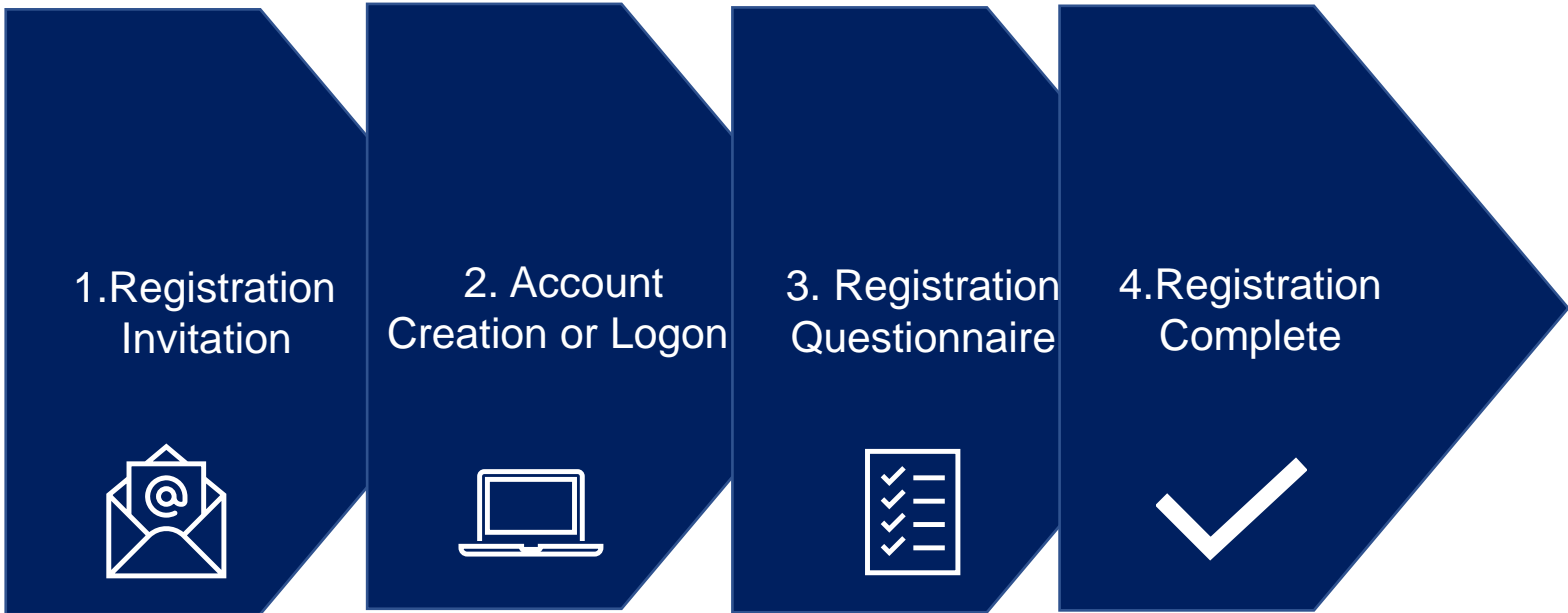 1.Registration
Invitation
2. Account
Creation or Logon
3. Registration
Questionnaire
4.Registration
Complete
@